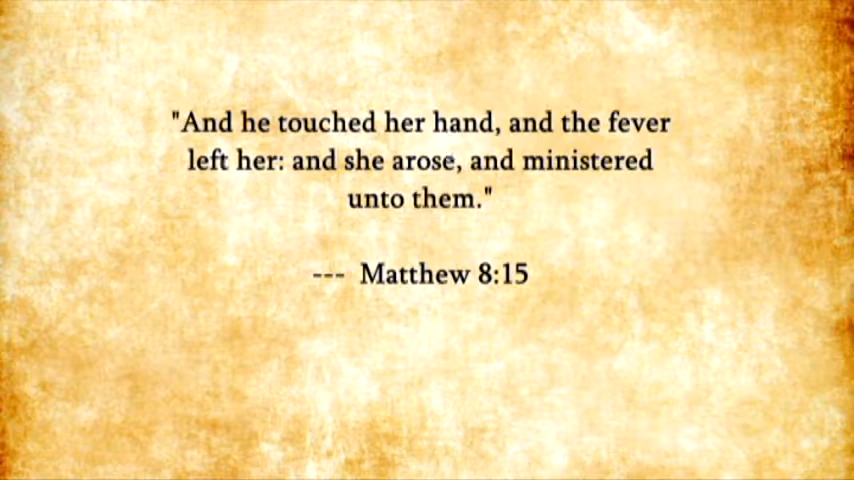 "And he touched her hand, and the fever
left her: and she arose, and ministered
unto them."
--- Matthew 8:15